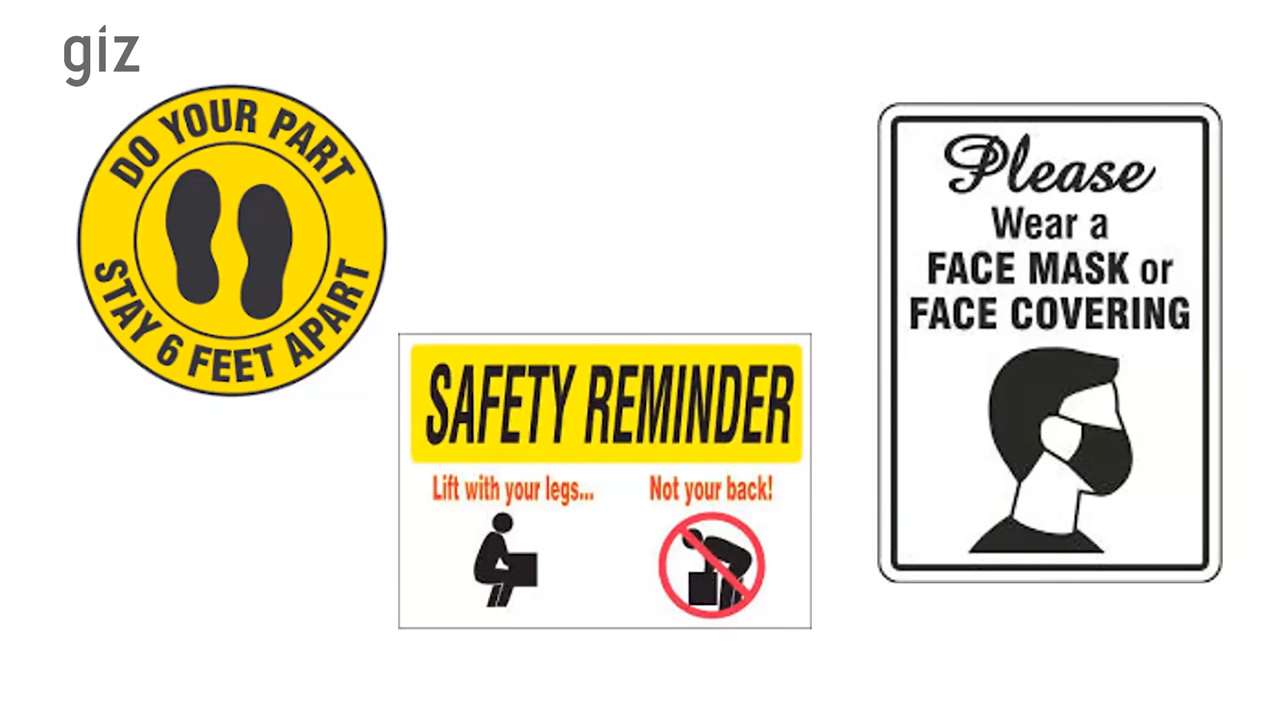 giz
DO YOUR PART
STAY 6 FEET APART
SAFETY REMINDER
Lift with your legs...
Not your back!
Please
Wear a
FACE MASK or
FACE COVERING